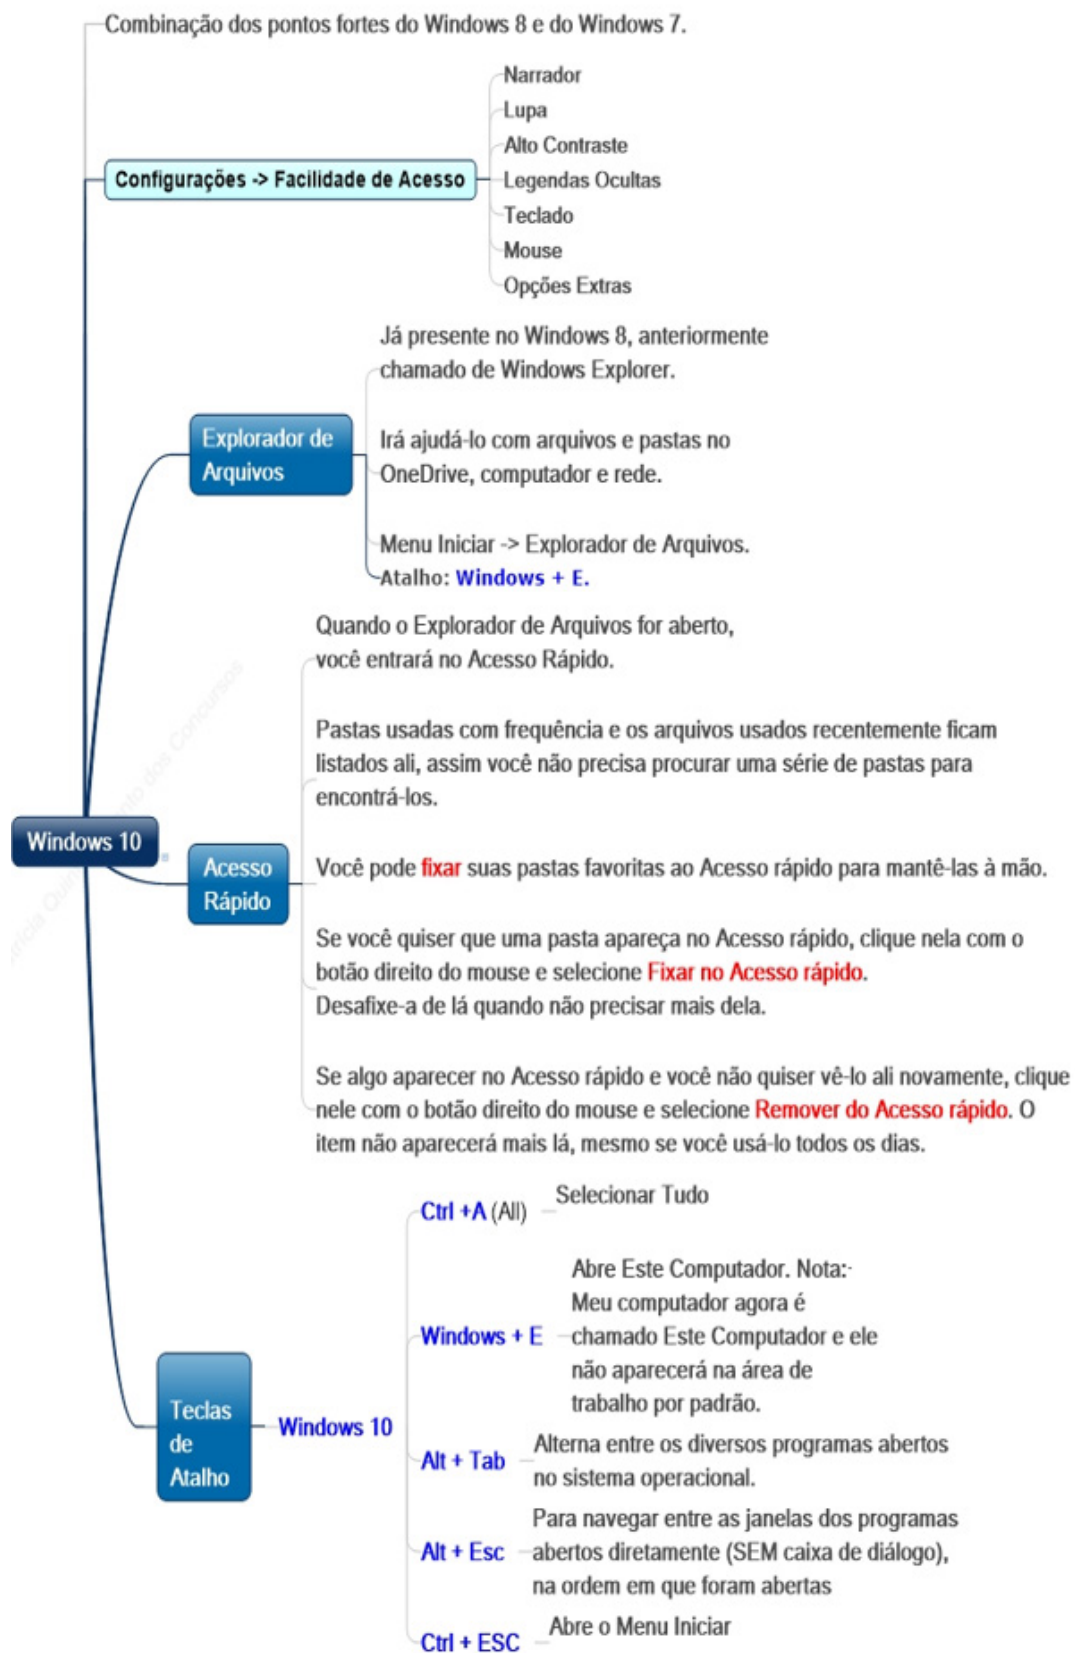 Combinação dos pontos fortes do Windows 8 e do Windows 7.
Configurações -> Facilidade de Acesso
Narrador
Lupa
Alto Contraste
Legendas Ocultas
Teclado
Mouse
Opções Extras
Explorador de
Arquivos
Já presente no Windows 8, anteriormente
chamado de Windows Explorer.
Irá ajudá-lo com arquivos e pastas no
OneDrive, computador e rede.
Menu Iniciar -> Explorador de Arquivos.
Atalho: Windows + E.
Windows 10
Acesso
Rápido
Quando o Explorador de Arquivos for aberto,
você entrará no Acesso Rápido.
Pastas usadas com frequência e os arquivos usados recentemente ficam
listados ali, assim você não precisa procurar uma série de pastas para
encontrá-los.
Você pode fixar suas pastas favoritas ao Acesso rápido para mantê-las à mão.
Se você quiser que uma pasta apareça no Acesso rápido, clique nela com o
botão direito do mouse e selecione Fixar no Acesso rápido.
Desafixe-a de lá quando não precisar mais dela.
Se algo aparecer no Acesso rápido e você não quiser vê-lo ali novamente, clique
nele com o botão direito do mouse e selecione Remover do Acesso rápido. O
item não aparecerá mais lá, mesmo se você usá-lo todos os dias.
Teclas
de
Atalho
Windows 10
Ctrl +A (All)
Selecionar Tudo
Windows + E
Abre Este Computador. Nota:
Meu computador agora é
chamado Este Computador e ele
não aparecerá na área de
trabalho por padrão.
Alt + Tab
Alterna entre os diversos programas abertos
no sistema operacional.
Alt + Esc
Para navegar entre as janelas dos programas
abertos diretamente (SEM caixa de diálogo),
na ordem em que foram abertas
Ctrl + ESC
Abre o Menu Iniciar
dos Concursos